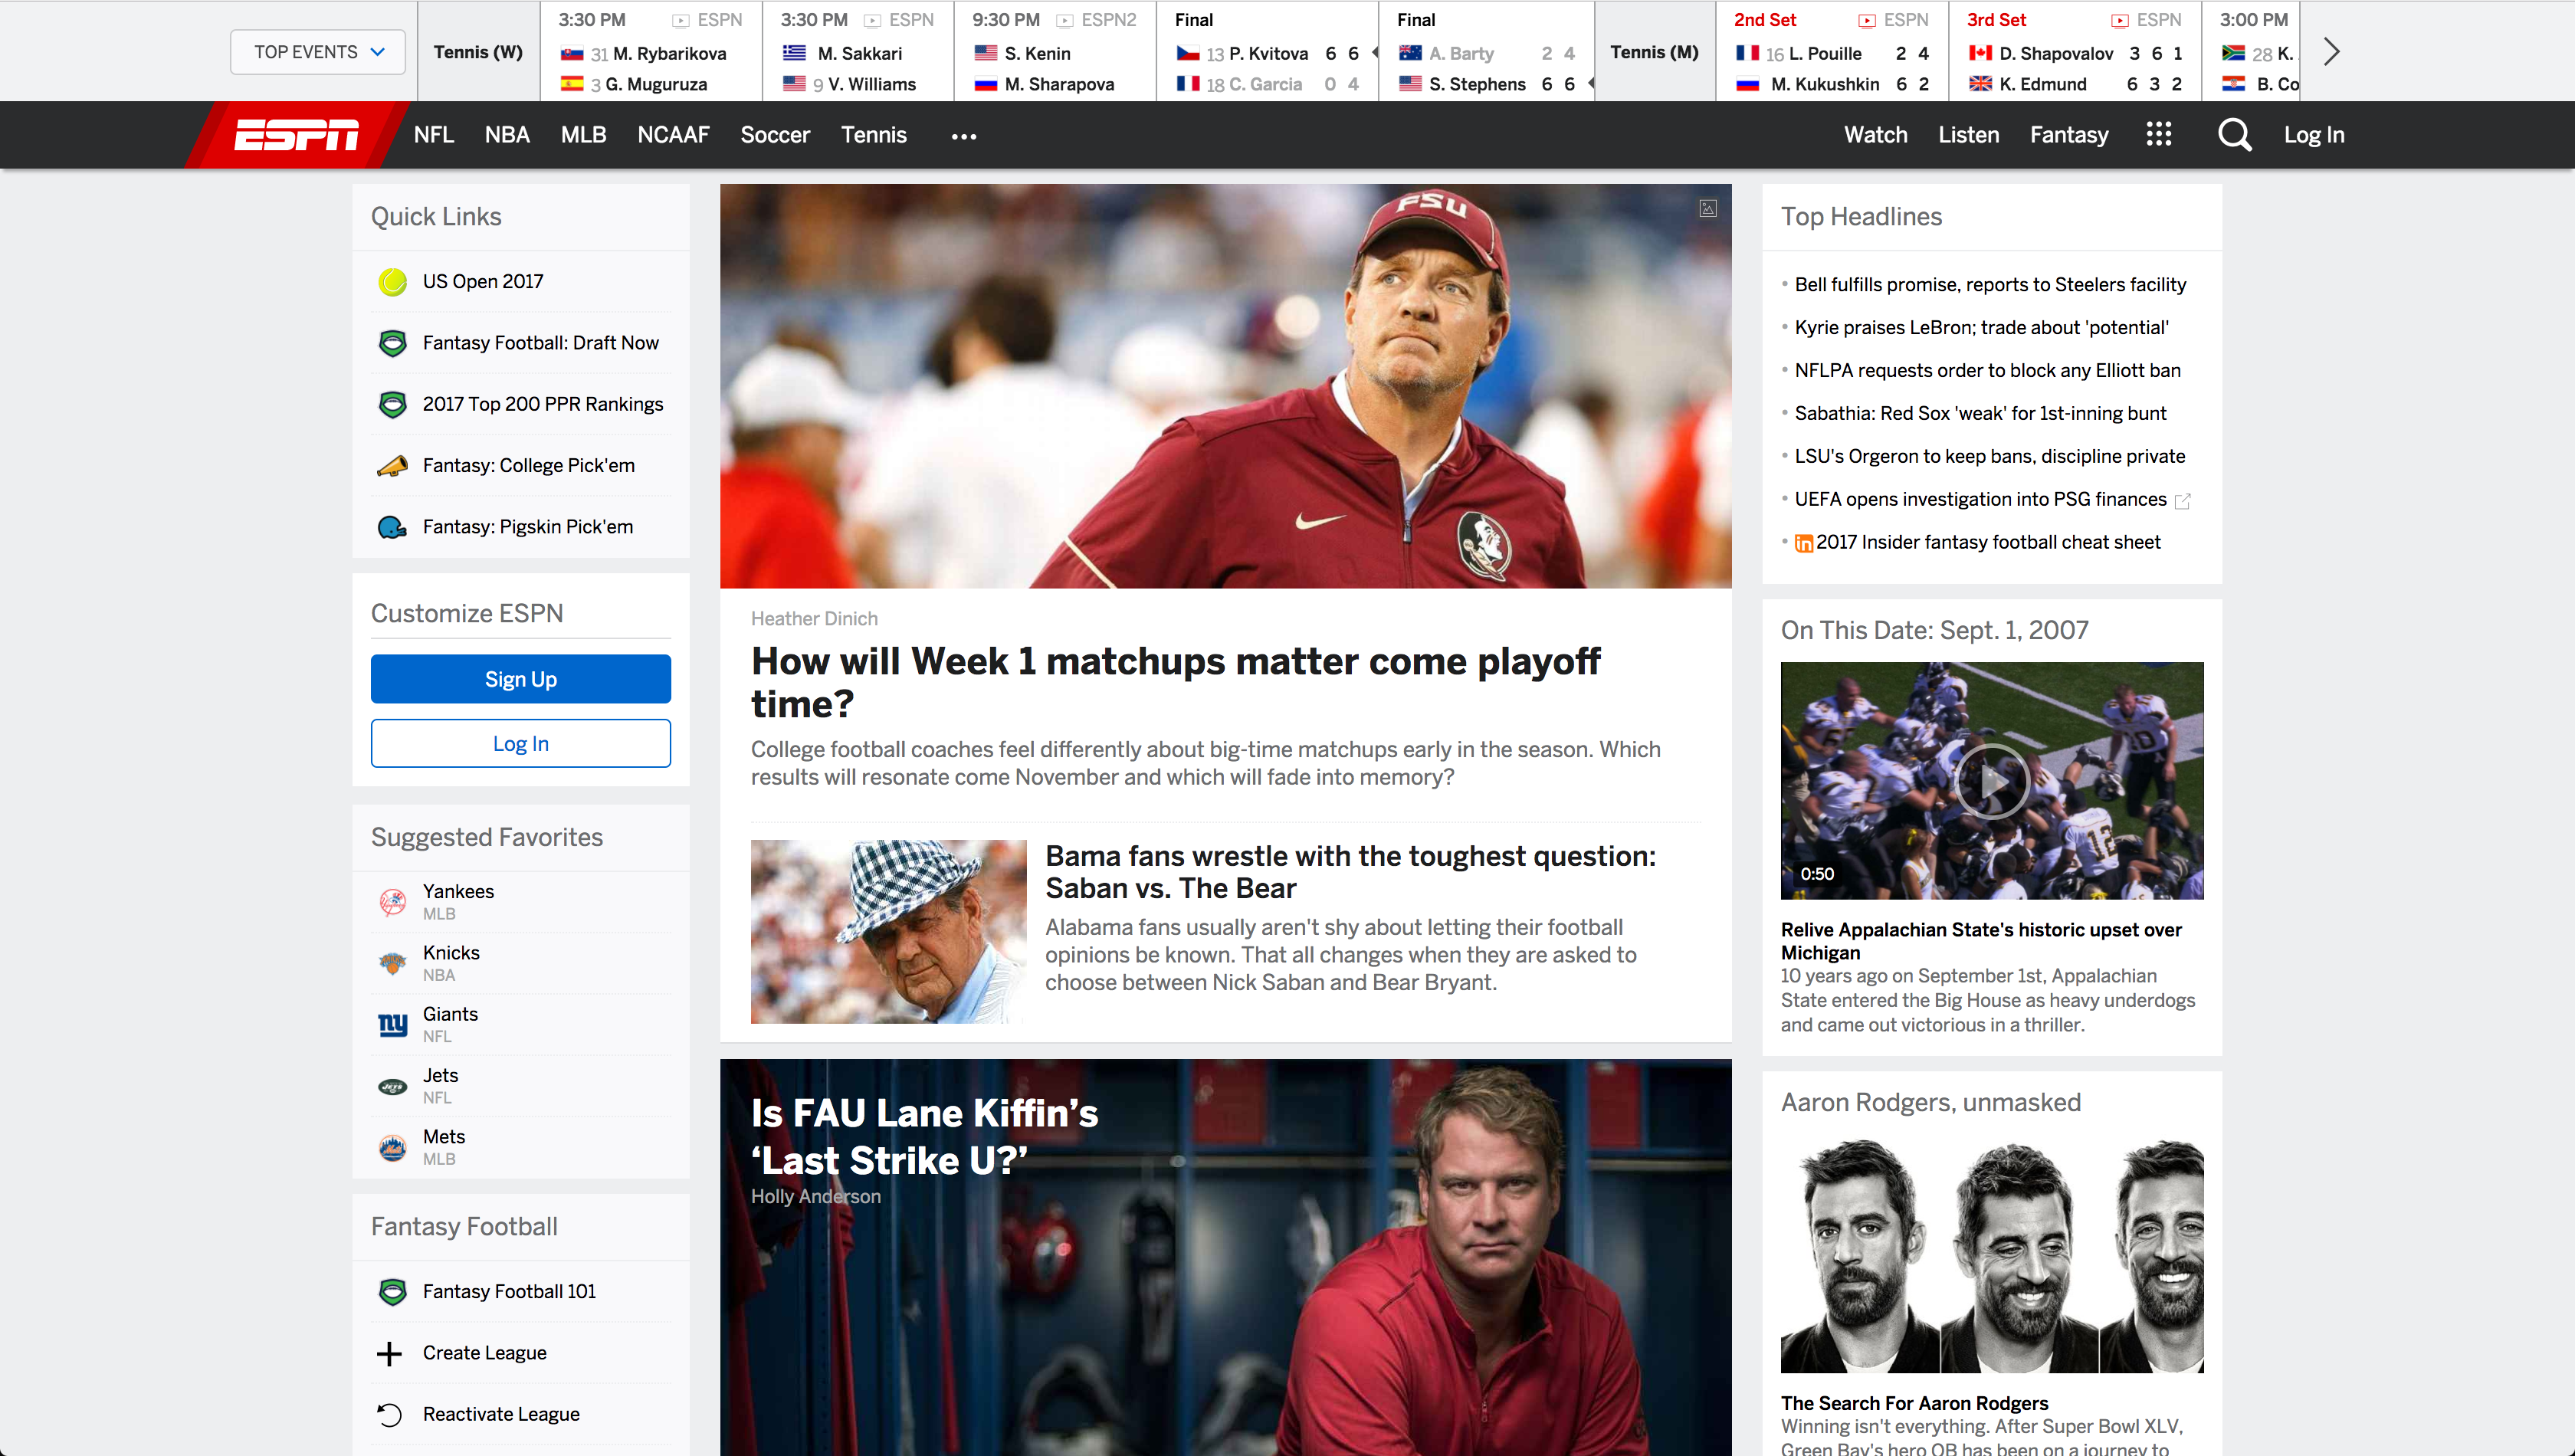 TOP EVENTS
Tennis (W)
3:30 PM ESPN
31 M. Rybarikova
3 G. Muguruza
3:30 PM ESPN
M. Sakkari
9 V. Williams
9:30 PM ESPN2
S. Kenin
M. Sharapova
Final
13 P. Kvitova 6 6
18 C. Garcia 0 4
Final
A. Barty 2 4
S. Stephens 6 6
Tennis (M)
2nd Set ESPN
16 L. Pouille 2 4
M. Kukushkin 6 2
3rd Set ESPN
D. Shapovalov 3 6 1
K. Edmund 6 3 2
3:00 PM
28 K.
B. Co
ESPN NFL NBA MLB NCAAF Soccer Tennis ••• Watch Listen Fantasy Log In
Quick Links
US Open 2017
Fantasy Football: Draft Now
2017 Top 200 PPR Rankings
Fantasy: College Pick'em
Fantasy: Pigskin Pick'em
Customize ESPN
Sign Up
Log In
Suggested Favorites
Yankees
MLB
Knicks
NBA
ny
Giants
NFL
JETS
Jets
NFL
Mets
MLB
Fantasy Football
Fantasy Football 101
Create League
Reactivate League
FSU
Heather Dinich
How will Week 1 matchups matter come playoff
time?
College football coaches feel differently about big-time matchups early in the season. Which
results will resonate come November and which will fade into memory?
Bama fans wrestle with the toughest question:
Saban vs. The Bear
Alabama fans usually aren't shy about letting their football
opinions be known. That all changes when they are asked to
choose between Nick Saban and Bear Bryant.
Is FAU Lane Kiffin’s
‘Last Strike U?’
Holly Anderson
Top Headlines
• Bell fulfills promise, reports to Steelers facility
• Kyrie praises LeBron; trade about 'potential'
• NFLPA requests order to block any Elliott ban
• Sabathia: Red Sox 'weak' for 1st-inning bunt
• LSU's Orgeron to keep bans, discipline private
• UEFA opens investigation into PSG finances
• in 2017 Insider fantasy football cheat sheet
On This Date: Sept. 1, 2007
12
0:50
Relive Appalachian State's historic upset over
Michigan
10 years ago on September 1st, Appalachian
State entered the Big House as heavy underdogs
and came out victorious in a thriller.
Aaron Rodgers, unmasked
The Search For Aaron Rodgers
Winning isn't everything. After Super Bowl XLV,
Green Bay's hero QB has been on a journey to